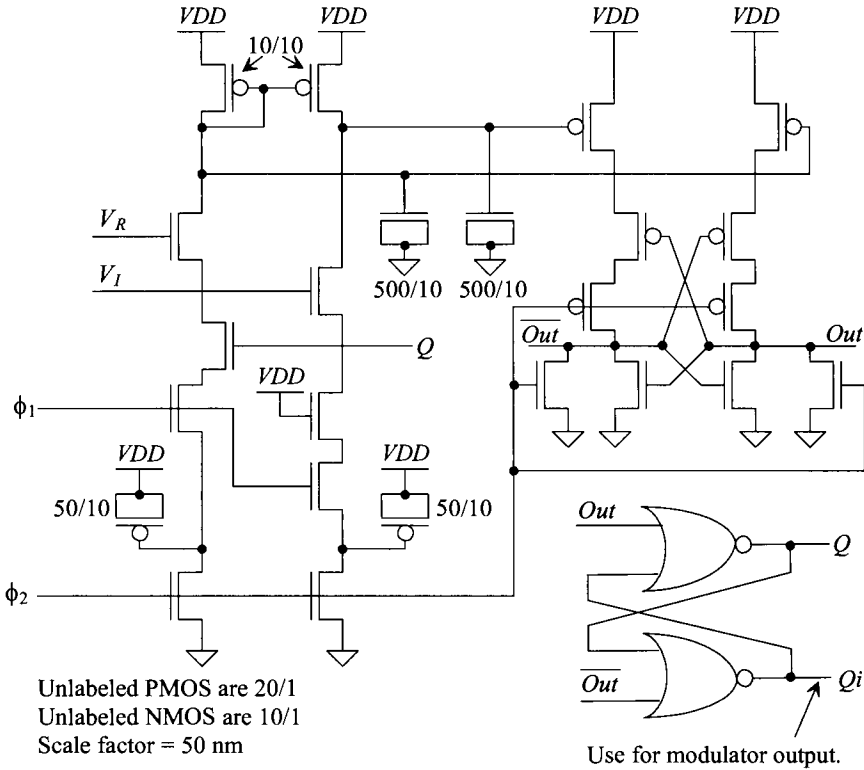 VDD VDD VDD VDD
10/10
V_R
V_I
500/10 500/10
Q
Out Out
VDD
ϕ1
VDD VDD
50/10 50/10
Out Q
ϕ2
Out Qi
Unlabeled PMOS are 20/1
Unlabeled NMOS are 10/1
Scale factor = 50 nm
Use for modulator output.